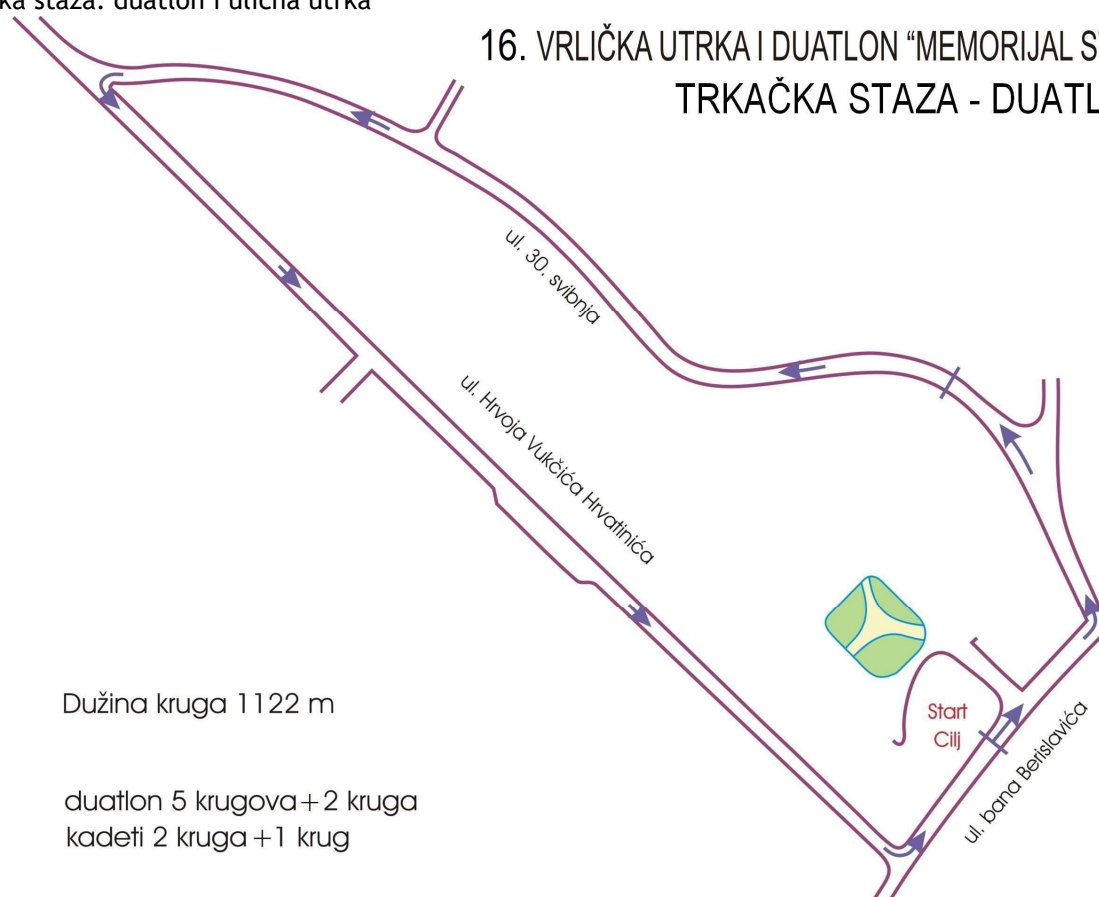 ka staza: duatlon i ulična utrka
16. VRLIČKA UTRKA I DUATLON “MEMORIJAL
TRKAČKA STAZA -
ul. 30. svibnja
ul. Hrvoja Vukčića Hrvatinića
Start
Cilj
ul. bana Berislavića
Dužina kruga 1122 m
duatlon 5 krugova+2 kruga
kadeti 2 kruga+1 krug